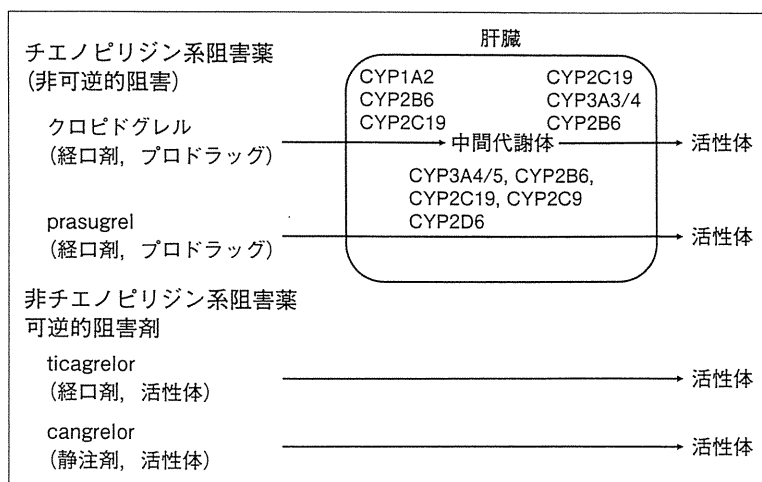 チエノピリジン系阻害薬
(非可逆的阻害)
クロピドグレル
(経口剤，プロドラッグ)
prasugrel
(経口剤，プロドラッグ)
非チエノピリジン系阻害薬
可逆的阻害剤
ticagrelor
(経口剤，活性体)
cangrelor
(静注剤，活性体)
肝臓
CYP1A2
CYP2B6
CYP2C19
CYP2C19
CYP3A3/4
CYP2B6
中間代謝体
活性体
CYP3A4/5, CYP2B6,
CYP2C19, CYP2C9
CYP2D6
活性体
活性体
活性体